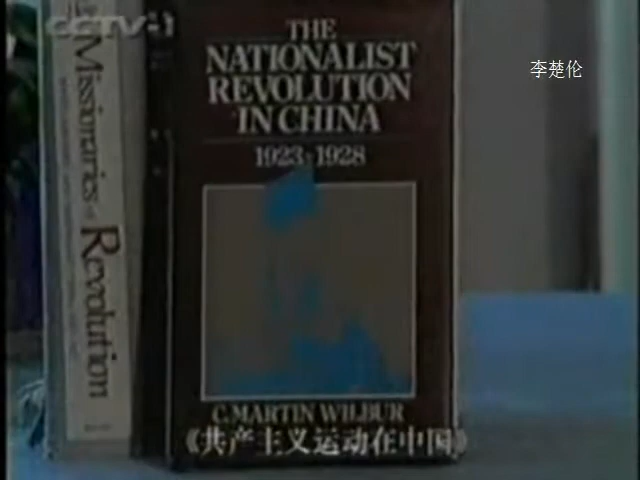 CCTV-1
THE
NATIONALIST
REVOLUTION
IN CHINA
1923-1928
李楚伦
Missionaries of
Revolution
C. MARTIN WILBUR
《共产主义运动在中国》